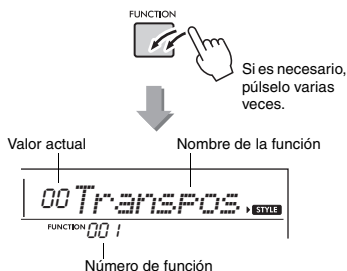 FUNCTION
Si es necesario,
púlselo varias
veces.
Valor actual
Nombre de la función
00 Transpos
STYLE
FUNCTION 001
Número de función